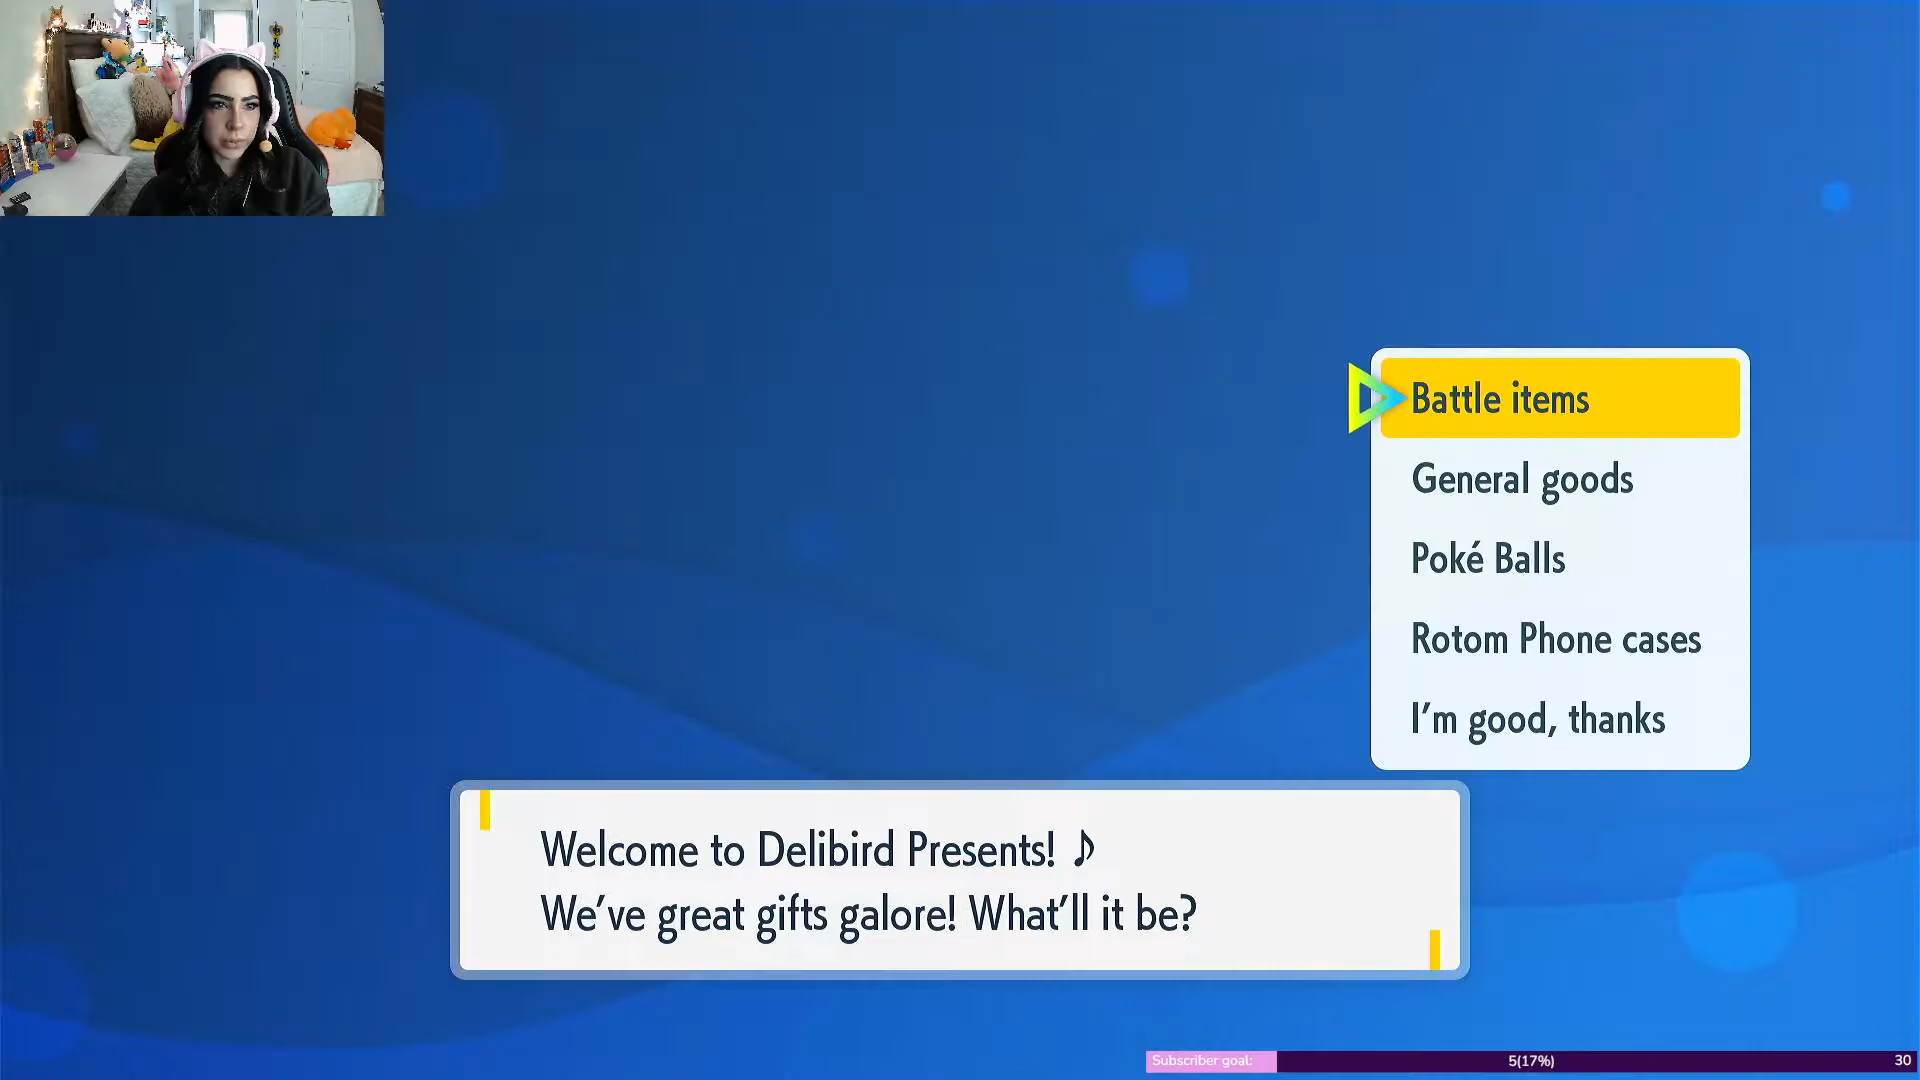 Battle items
General goods
Poké Balls
Rotom Phone cases
I'm good, thanks
Welcome to Delibird Presents! ♪
We've great gifts galore! What'll it be?
Subscriber goal: 5(17%) 30